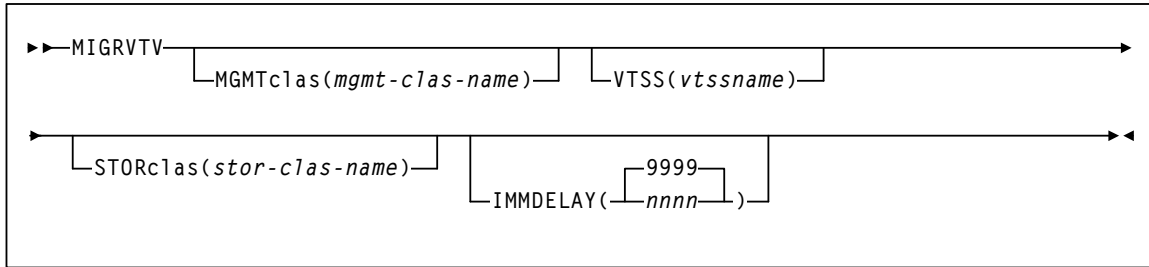 MIGRVTV
MGMTclas(mgmt-clas-name) VTSS(vtssname)
STORclas(stor-clas-name) 9999
IMMDELAY( nnnn )